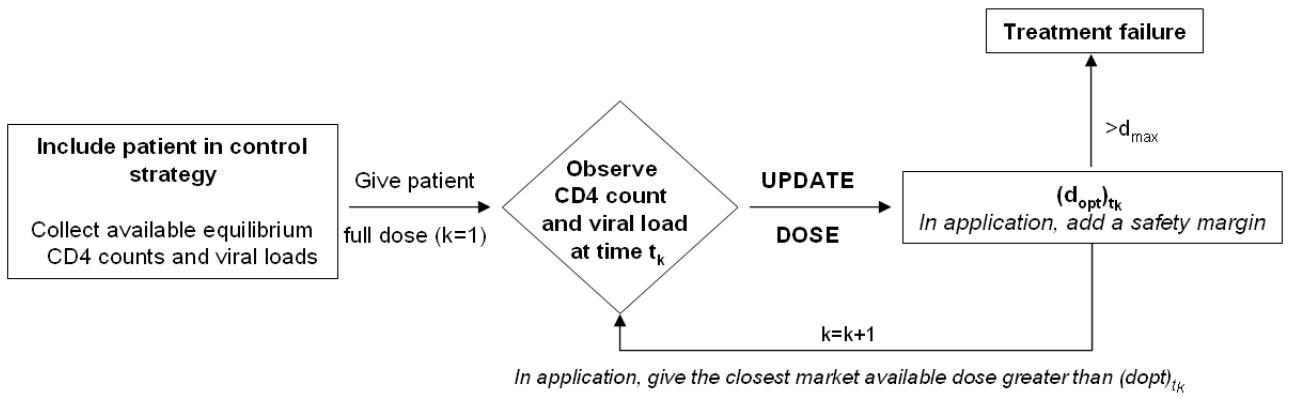 Treatment failure
>dmax
Include patient in control
strategy
Collect available equilibrium
CD4 counts and viral loads
Give patient
full dose (k=1)
Observe
CD4 count
and viral load
at time tk
UPDATE
DOSE
(dopt)tk
In application, add a safety margin
k=k+1
In application, give the closest market available dose greater than (dopt)tk